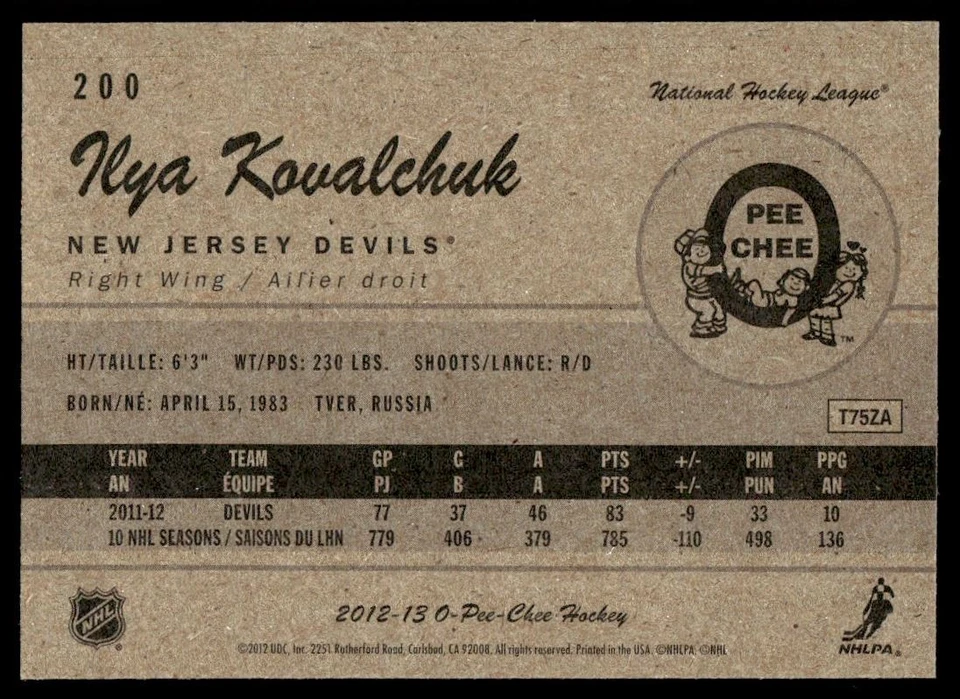 200
National Hockey League®
Ilya Kovalchuk
PEE
CHEE
NEW JERSEY DEVILS®
Right Wing / Ailier droit
TM
HT/TAILLE: 6'3" WT/PDS: 230 LBS. SHOOTS/LANCE: R/D
BORN/NÉ: APRIL 15, 1983 TVER, RUSSIA
T75ZA
YEAR TEAM GP G A PTS +/- PIM PPG
AN ÉQUIPE PJ B A PTS +/- PUN AN
2011-12 DEVILS 77 37 46 83 -9 33 10
10 NHL SEASONS / SAISONS DU LHN 779 406 379 785 -110 498 136
NHL
2012-13 O-Pee-Chee Hockey
©2012 UDC, Inc. 2251 Rutherford Road, Carlsbad, CA 92008. All rights reserved. Printed in the USA. ©NHLPA. ©NHL
NHLPA®